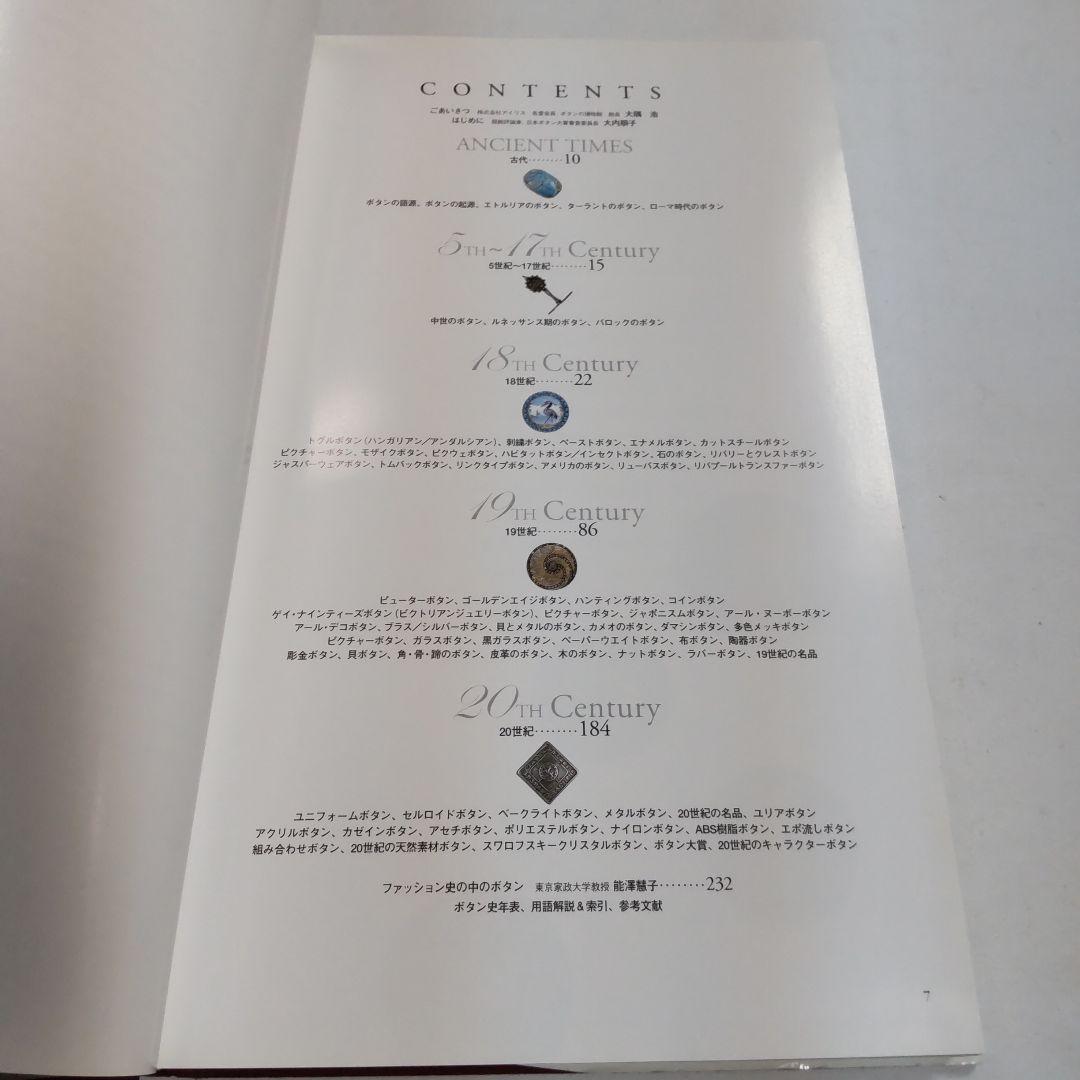 CONTENTS
ごあいさつ 株式会社アイリス 名誉会長 ボタンの博物館 館長 大隅 浩
はじめに 服飾評論家、日本ボタン大賞審査委員長 大内順子
ANCIENT TIMES
古代········10
ボタンの語源、ボタンの起源、エトルリアのボタン、ターラントのボタン、ローマ時代のボタン
5TH~17TH Century
5世紀〜17世紀········15
中世のボタン、ルネッサンス期のボタン、バロックのボタン
18TH Century
18世紀········22
トグルボタン(ハンガリアン/アンダルシアン)、刺繍ボタン、ペーストボタン、エナメルボタン、カットスチールボタン
ピクチャーボタン、モザイクボタン、ピクウェボタン、ハビタットボタン/インセクトボタン、石のボタン、リバリーとクレストボタン
ジャスパーウェアボタン、トムバックボタン、リンクタイプボタン、アメリカのボタン、リューバスボタン、リバプールトランスファーボタン
19TH Century
19世紀········86
ピューターボタン、ゴールデンエイジボタン、ハンティングボタン、コインボタン
ゲイ・ナインティーズボタン(ビクトリアンジュエリーボタン)、ピクチャーボタン、ジャポニスムボタン、アール・ヌーボーボタン
アール・デコボタン、ブラス/シルバーボタン、貝とメタルのボタン、カメオのボタン、ダマシンボタン、多色メッキボタン
ピクチャーボタン、ガラスボタン、黒ガラスボタン、ペーパーウエイトボタン、布ボタン、陶器ボタン
彫金ボタン、貝ボタン、角・骨・蹄のボタン、皮革のボタン、木のボタン、ナットボタン、ラバーボタン、19世紀の名品
20TH Century
20世紀········184
ユニフォームボタン、セルロイドボタン、ベークライトボタン、メタルボタン、20世紀の名品、ユリアボタン
アクリルボタン、カゼインボタン、アセチボタン、ポリエステルボタン、ナイロンボタン、ABS樹脂ボタン、エポ流しボタン
組み合わせボタン、20世紀の天然素材ボタン、スワロフスキークリスタルボタン、ボタン大賞、20世紀のキャラクターボタン
ファッション史の中のボタン 東京家政大学教授 能澤慧子········232
ボタン史年表、用語解説&索引、参考文献
7